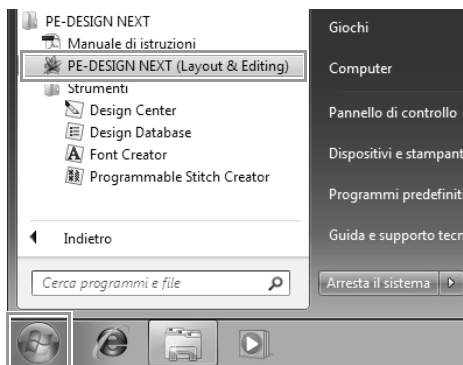 PE-DESIGN NEXT
Manuale di istruzioni
PE-DESIGN NEXT (Layout & Editing)
Strumenti
Design Center
Design Database
Font Creator
Programmable Stitch Creator
Indietro
Cerca programmi e file
Giochi
Computer
Pannello di controllo
Dispositivi e stampant
Programmi predefiniti
Guida e supporto tecn
Arresta il sistema